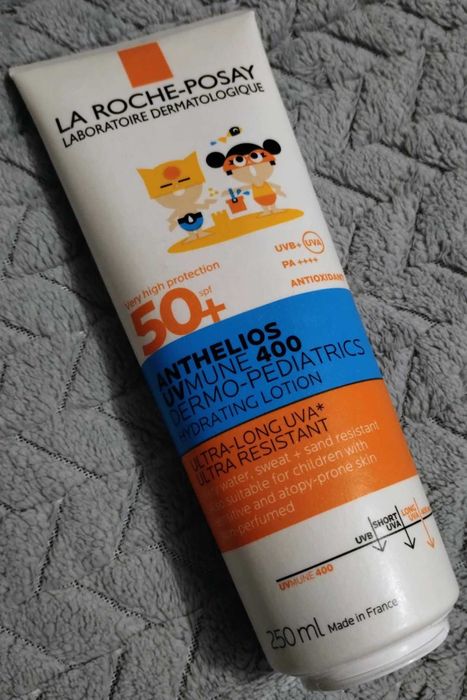 LA ROCHE-POSAY
LABORATOIRE DERMATOLOGIQUE
UVB+ UVA
PA ++++
ANTIOXIDANT
Very high protection
50+ spf
ANTHELIOS
UVMUNE 400
DERMO-PEDIATRICS
HYDRATING LOTION
ULTRA-LONG UVA*
ULTRA RESISTANT
water, sweat + sand resistant
suitable for children with
and atopy-prone skin
perfumed
UVB
SHORT UVA
LONG UVA
UVMUNE 400
250 ml Made in France